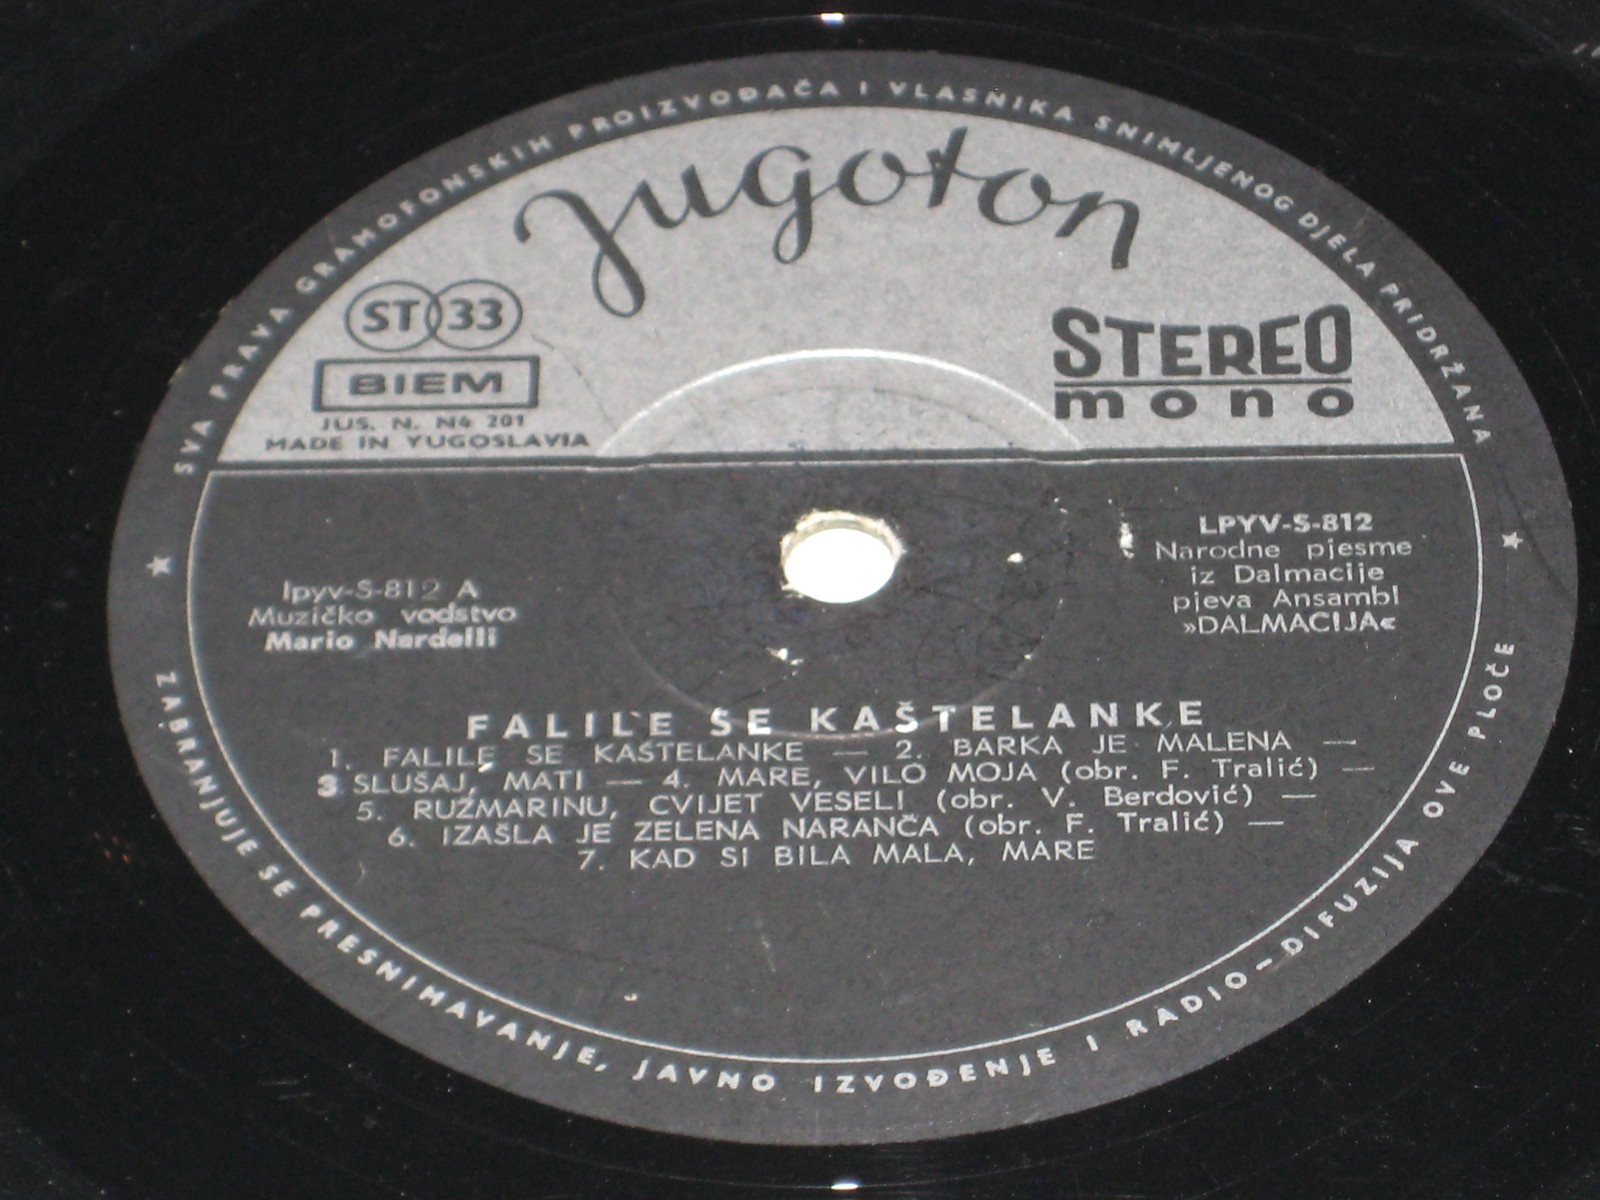 SVA PRAVA GRAMOFONSKIH PROIZVOĐAČA I VLASNIKA SNIMLJENOG DJELA PRIDRŽANA
Jugoton
ST 33
BIEM
JUS. N. N4 201
MADE IN YUGOSLAVIA
STEREO
mono
lpyv-S-812 A
Muzičko vodstvo
Mario Nardelli
LPYV-S-812
Narodne pjesme
iz Dalmacije
pjeva Ansambl
»DALMACIJA«
FALILE SE KAŠTELANKE
1. FALILE SE KAŠTELANKE — 2. BARKA JE MALENA —
3 SLUŠAJ, MATI — 4. MARE, VILO MOJA (obr. F. Tralić) —
5. RUŽMARINU, CVIJET VESELI (obr. V. Berdović) —
6. IZAŠLA JE ZELENA NARANČA (obr. F. Tralić) —
7. KAD SI BILA MALA, MARE
ZABRANJUJE SE PRESNIMAVANJE, JAVNO IZVOĐENJE I RADIO-DIFUZIJA OVE PLOČE